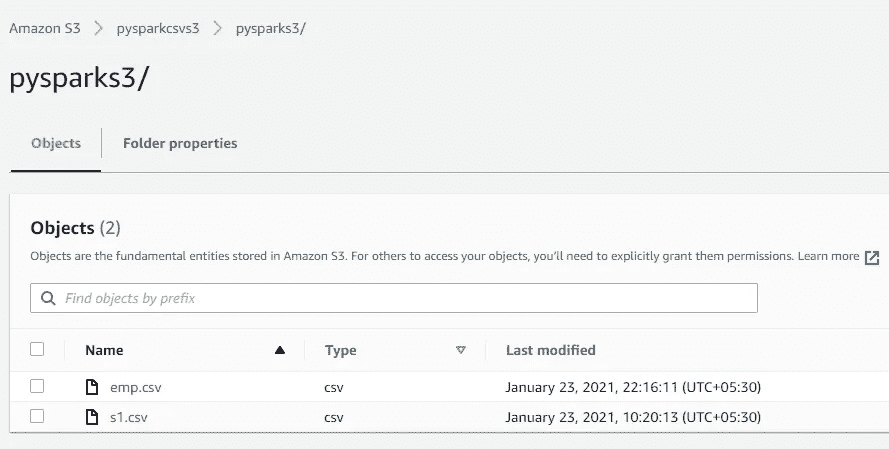 Amazon S3 > pysparkcsvs3 > pysparks3/
pysparks3/
Objects Folder properties
Objects (2)
Objects are the fundamental entities stored in Amazon S3. For others to access your objects, you'll need to explicitly grant them permissions. Learn more
Find objects by prefix
Name Type Last modified
emp.csv csv January 23, 2021, 22:16:11 (UTC+05:30)
s1.csv csv January 23, 2021, 10:20:13 (UTC+05:30)